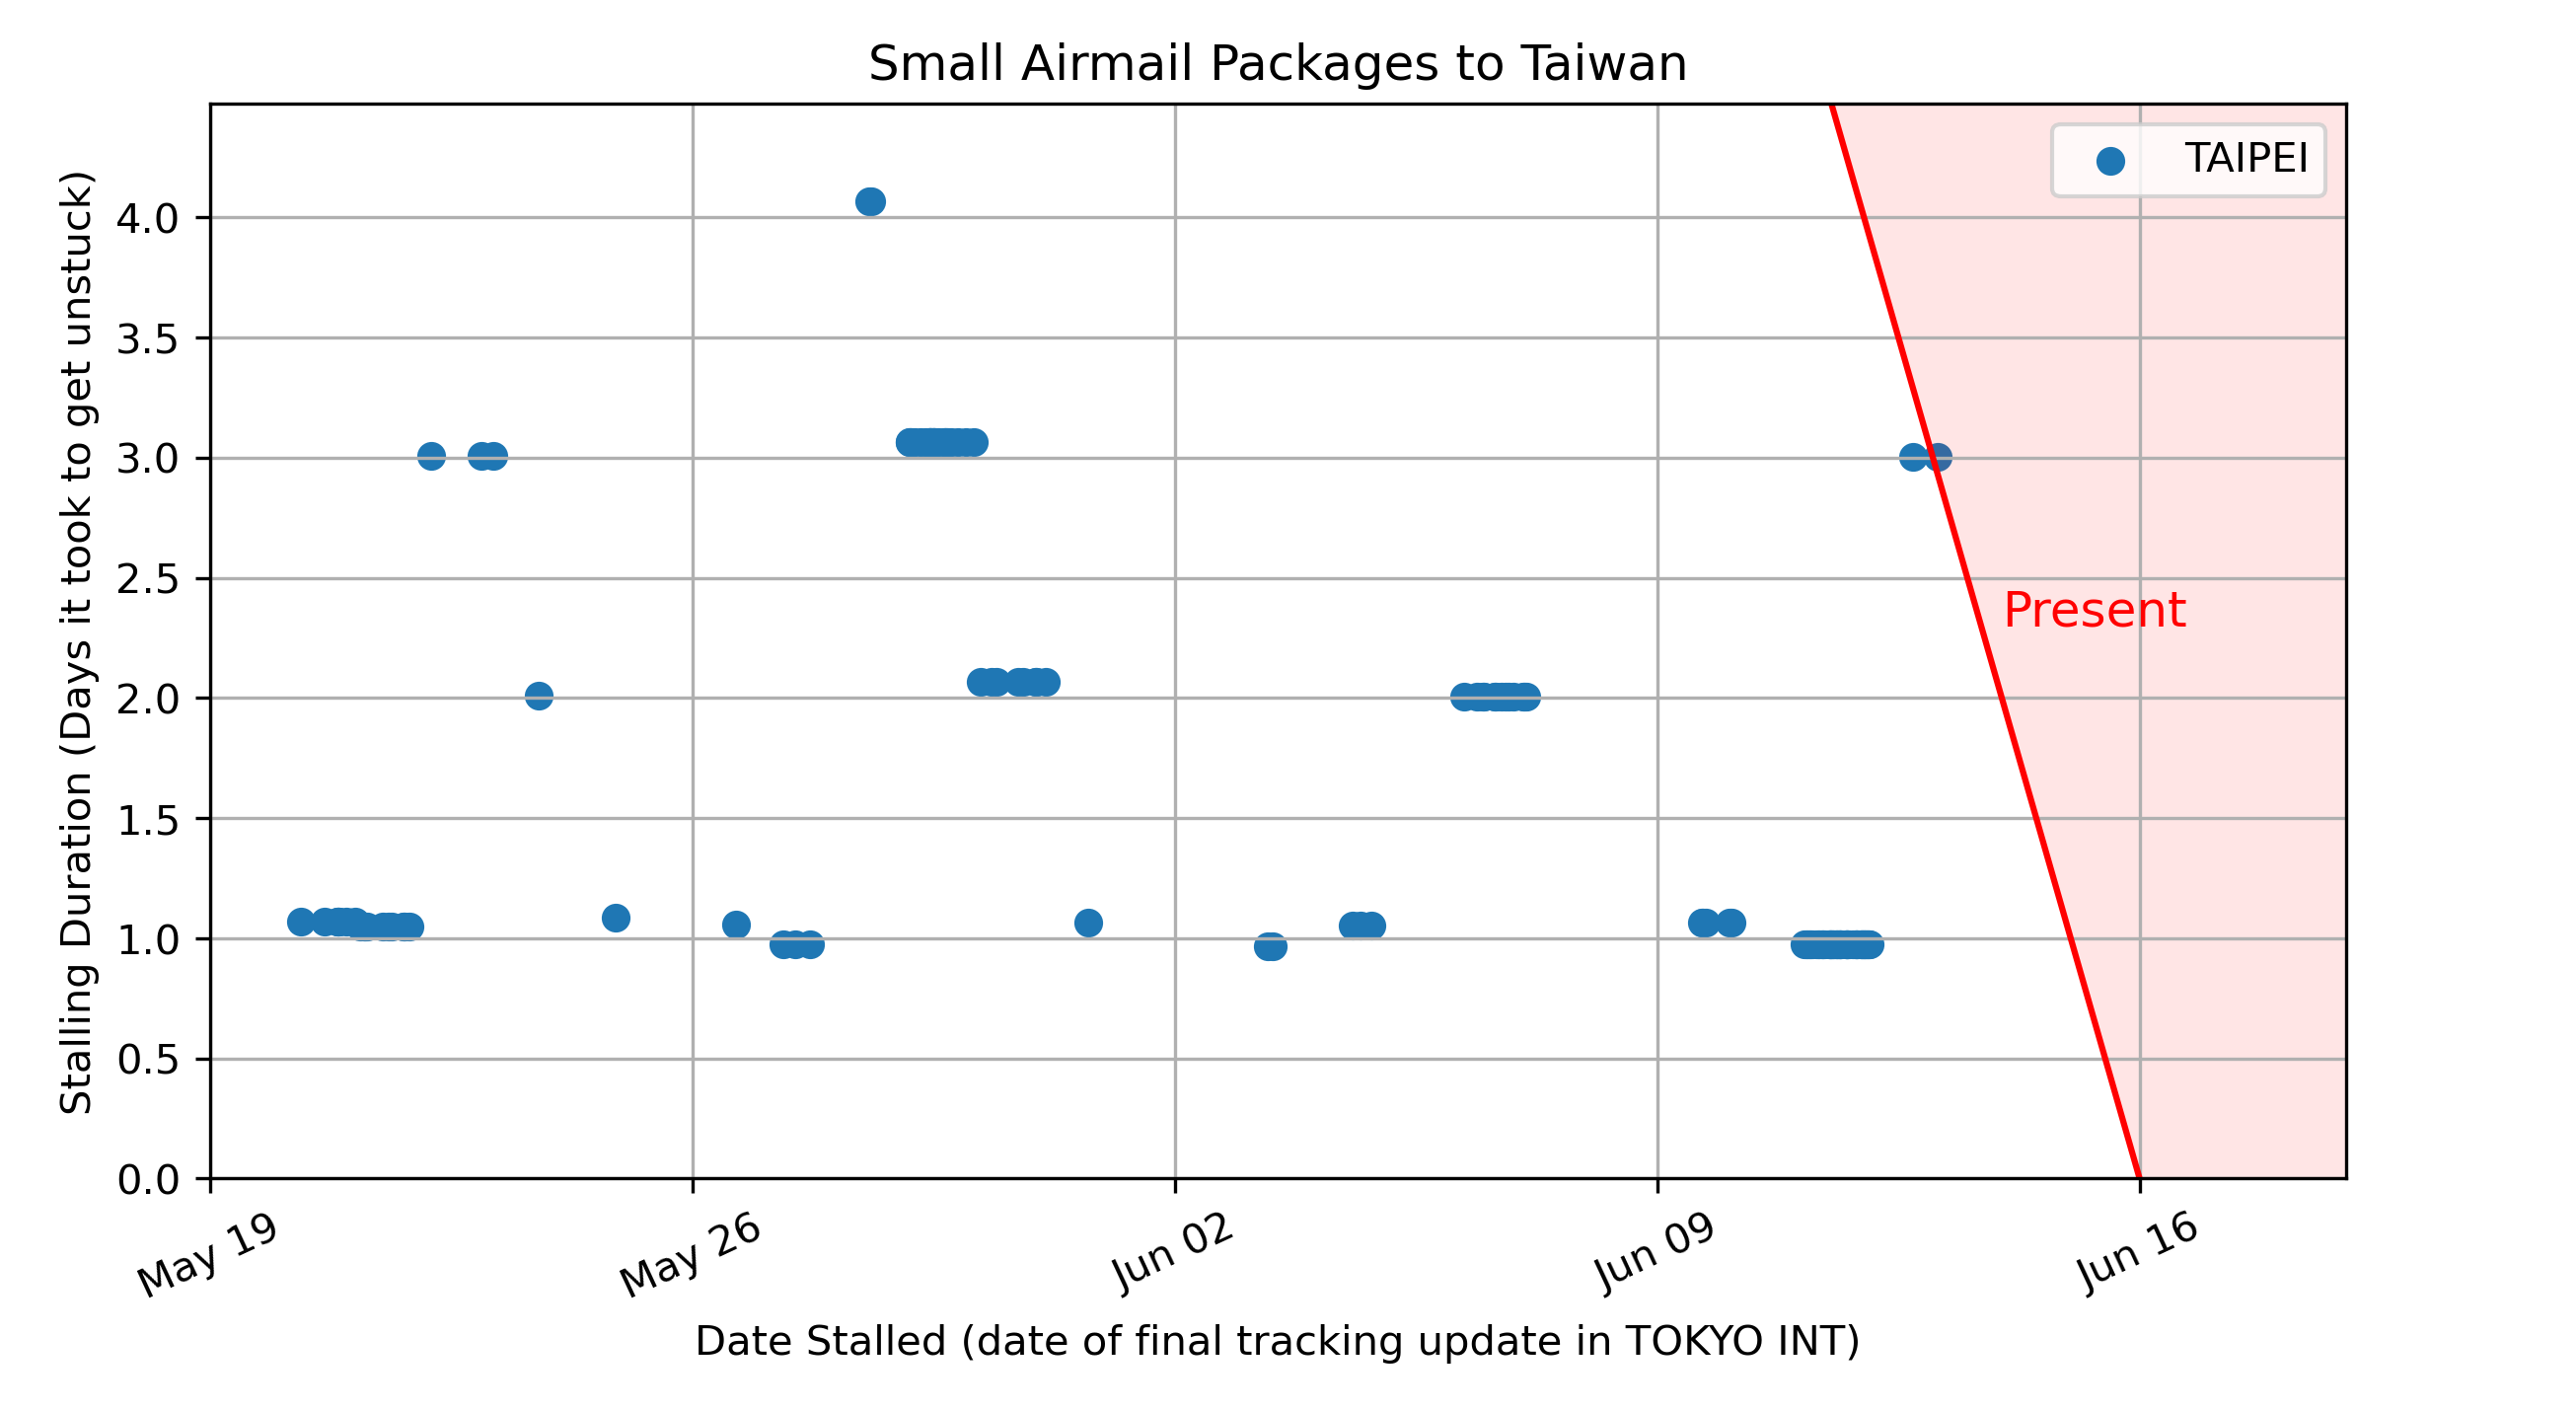 Small Airmail Packages to Taiwan
TAIPEI
Present
Stalling Duration (Days it took to get unstuck)
4.0
3.5
3.0
2.5
2.0
1.5
1.0
0.5
0.0
May 19
May 26
Jun 02
Jun 09
Jun 16
Date Stalled (date of final tracking update in TOKYO INT)